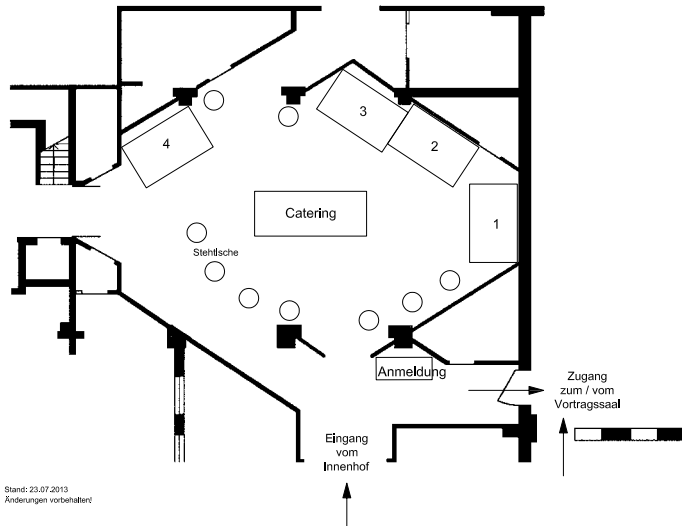 3
4
2
Catering
1
Stehtische
Anmeldung
Zugang
zum / vom
Vortragssaal
Eingang
vom
Innenhof
Stand: 23.07.2013
Änderungen vorbehalten!